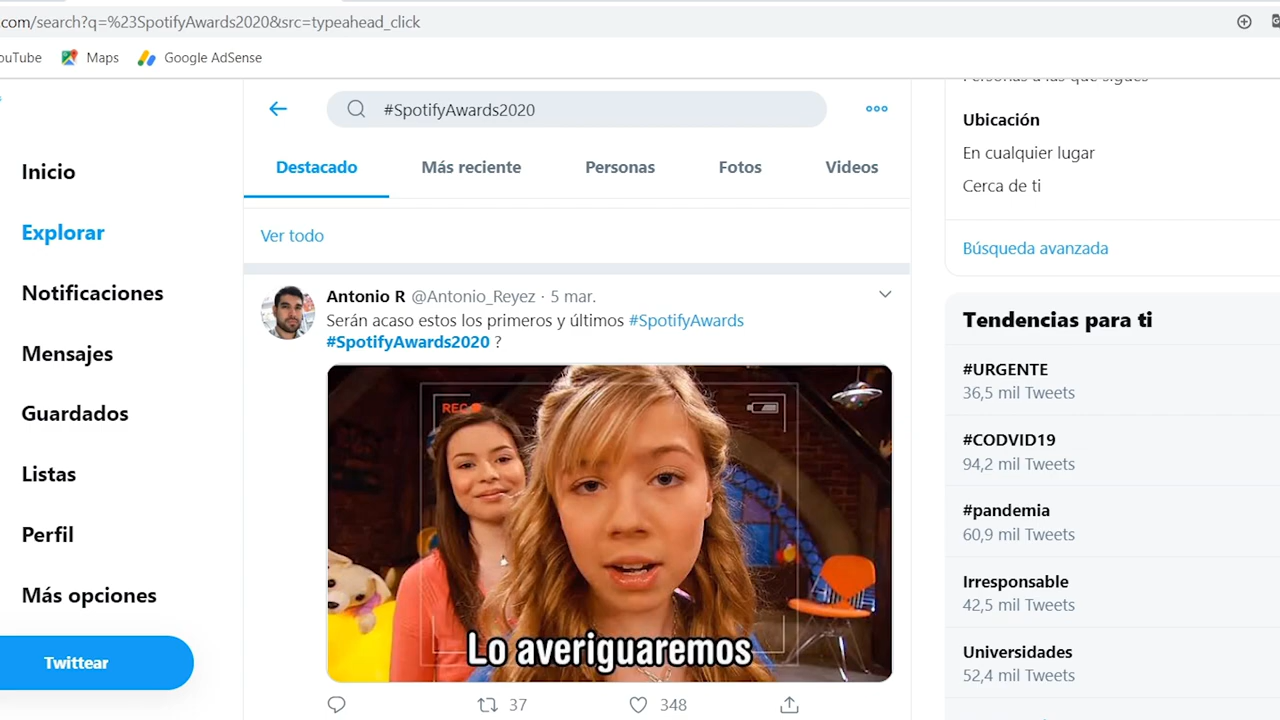 .com/search?q=%23SpotifyAwards2020&src=typeahead_click
ouTube Maps Google AdSense
#SpotifyAwards2020
Destacado Más reciente Personas Fotos Videos
Ver todo
Inicio
Explorar
Notificaciones
Mensajes
Guardados
Listas
Perfil
Más opciones
Twittear
Antonio R @Antonio_Reyez · 5 mar.
Serán acaso estos los primeros y últimos #SpotifyAwards
#SpotifyAwards2020 ?
REC
Lo averiguaremos
37 348
Personas a las que sigues
Ubicación
En cualquier lugar
Cerca de ti
Búsqueda avanzada
Tendencias para ti
#URGENTE
36,5 mil Tweets
#CODVID19
94,2 mil Tweets
#pandemia
60,9 mil Tweets
Irresponsable
42,5 mil Tweets
Universidades
52,4 mil Tweets